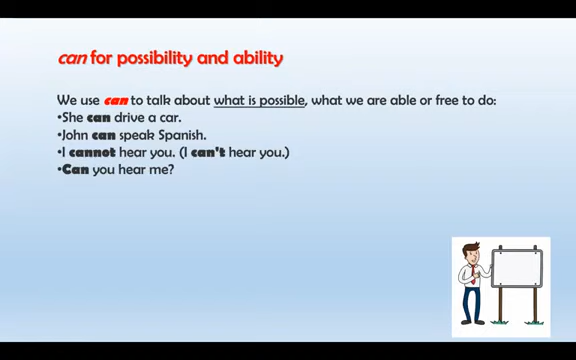 can for possibility and ability
We use can to talk about what is possible, what we are able or free to do:
•She can drive a car.
•John can speak Spanish.
•I cannot hear you. (I can't hear you.)
•Can you hear me?